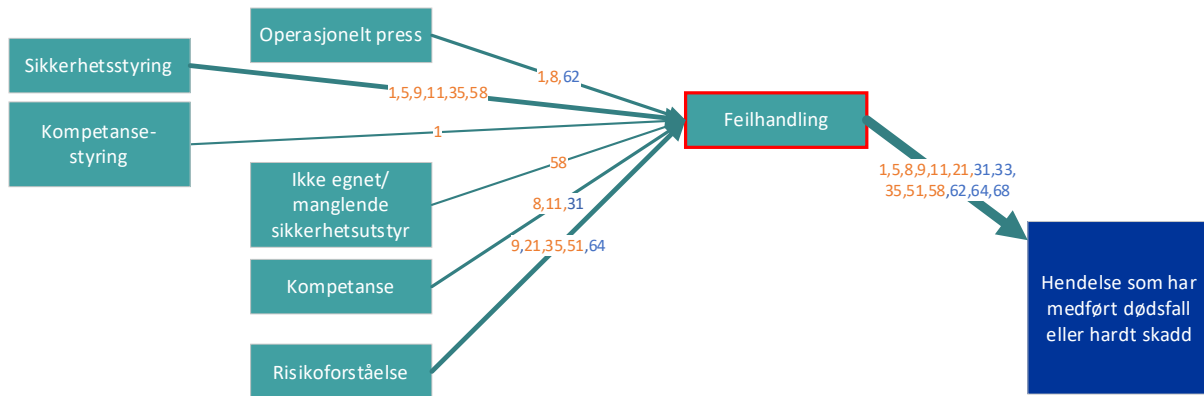 Operasjonelt press
Sikkerhetsstyring
1,8,62
1,5,9,11,35,58
Kompetanse-
styring
1
Feilhandling
58
Ikke egnet/
manglende
sikkerhetsutstyr
1,5,8,9,11,21,31,33,
35,51,58,62,64,68
8,11,31
9,21,35,51,64
Kompetanse
Hendelse som har
medført dødsfall
eller hardt skadd
Risikoforståelse